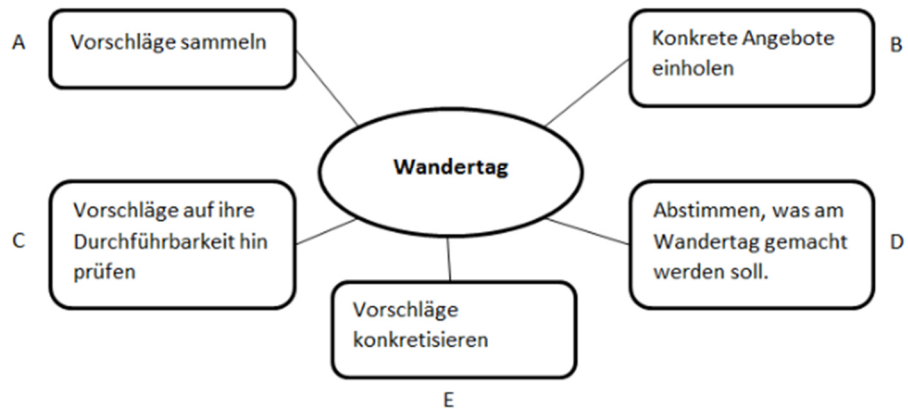 A
Vorschläge sammeln
Konkrete Angebote
einholen
B
Wandertag
C
Vorschläge auf ihre
Durchführbarkeit hin
prüfen
Abstimmen, was am
Wandertag gemacht
werden soll.
D
Vorschläge
konkretisieren
E